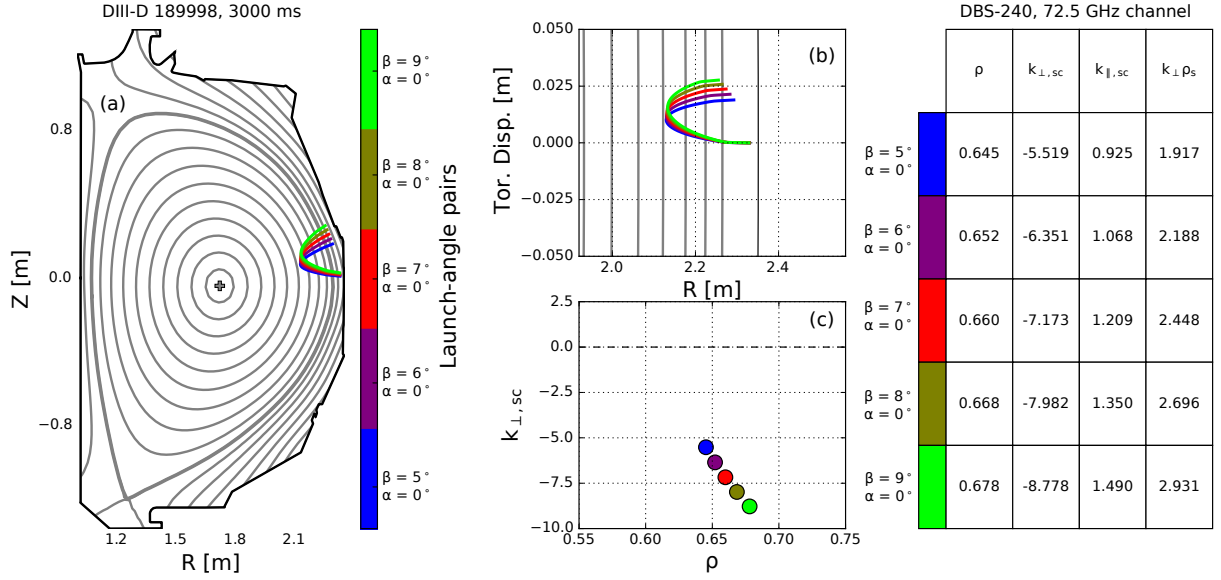 DIII-D 189998, 3000 ms
(a)
0.8
0.0
−0.8
Z [m]
1.2 1.5 1.8 2.1
R [m]
β = 9°
α = 0°
β = 8°
α = 0°
β = 7°
α = 0°
β = 6°
α = 0°
β = 5°
α = 0°
Launch-angle pairs
(b)
0.050
0.025
0.000
−0.025
−0.050
Tor. Disp. [m]
2.0 2.2 2.4
R [m]
(c)
2.5
0.0
−2.5
−5.0
−7.5
−10.0
k⊥,sc
0.55 0.60 0.65 0.70 0.75
ρ
DBS-240, 72.5 GHz channel
ρ k⊥,sc k∥,sc k⊥ρs
β = 5°
α = 0°
0.645 -5.519 0.925 1.917
β = 6°
α = 0°
0.652 -6.351 1.068 2.188
β = 7°
α = 0°
0.660 -7.173 1.209 2.448
β = 8°
α = 0°
0.668 -7.982 1.350 2.696
β = 9°
α = 0°
0.678 -8.778 1.490 2.931